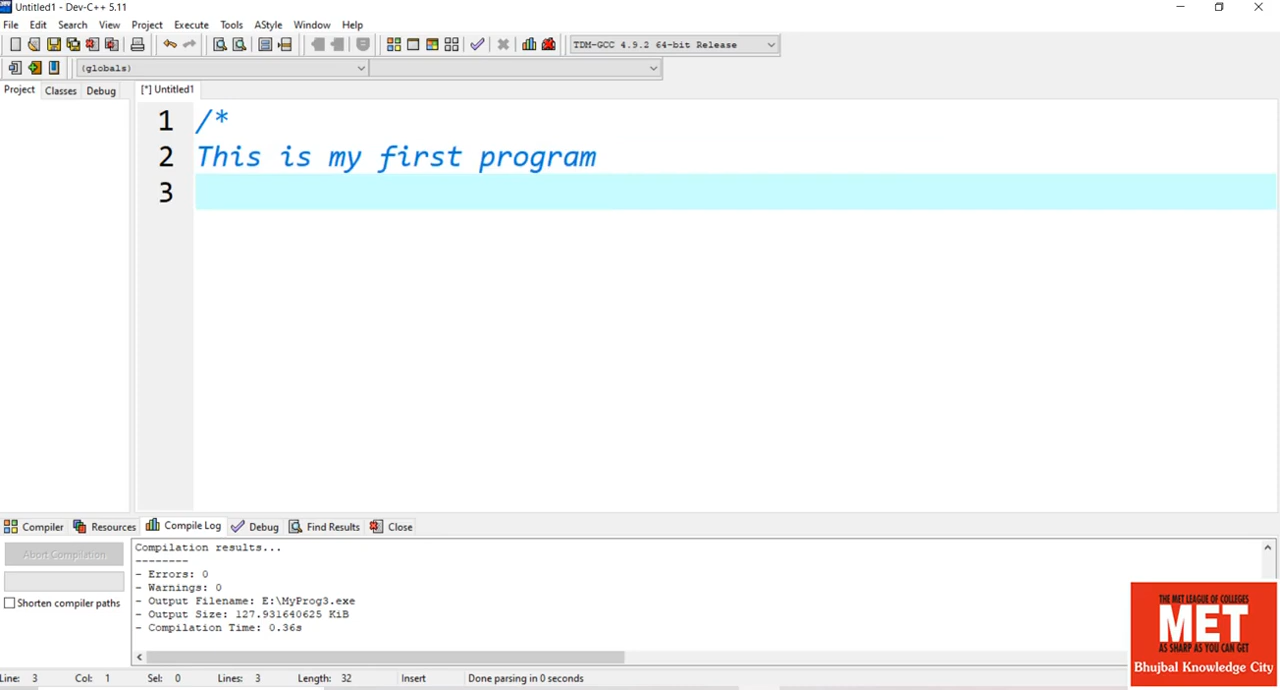 Untitled1 - Dev-C++ 5.11
File Edit Search View Project Execute Tools AStyle Window Help
TDM-GCC 4.9.2 64-bit Release
(globals)
Project Classes Debug [*] Untitled1
1 /*
2 This is my first program
3
Compiler Resources Compile Log Debug Find Results Close
Abort Compilation
Shorten compiler paths
Compilation results...
--------
- Errors: 0
- Warnings: 0
- Output Filename: E:\MyProg3.exe
- Output Size: 127.931640625 KiB
- Compilation Time: 0.36s
THE MET LEAGUE OF COLLEGES
MET
AS SHARP AS YOU CAN GET
Bhujbal Knowledge City
Line: 3 Col: 1 Sel: 0 Lines: 3 Length: 32 Insert Done parsing in 0 seconds